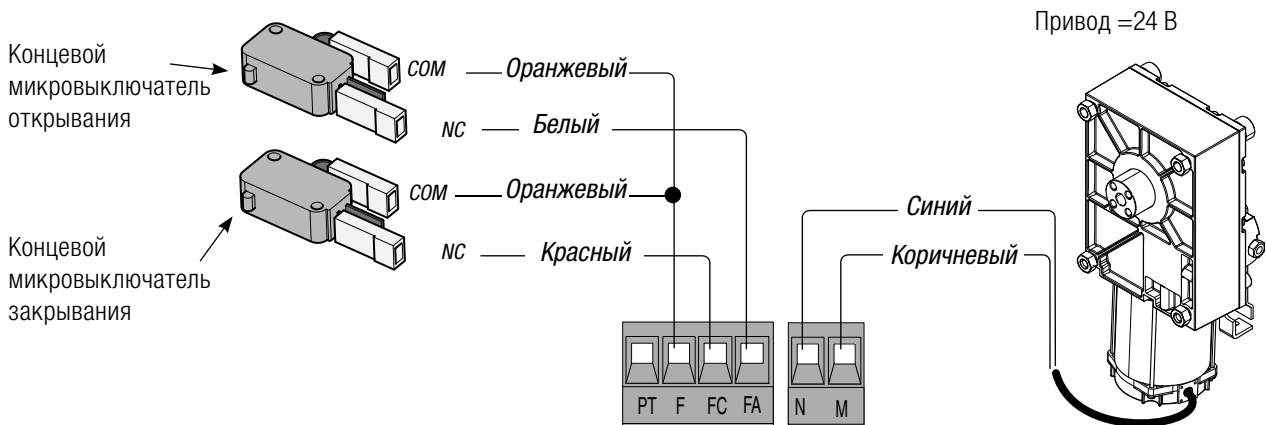 Привод =24 В
Концевой
микровыключатель
открывания
COM
Оранжевый
NC
Белый
COM
Оранжевый
NC
Красный
Концевой
микровыключатель
закрывания
Синий
Коричневый
PT F FC FA N M